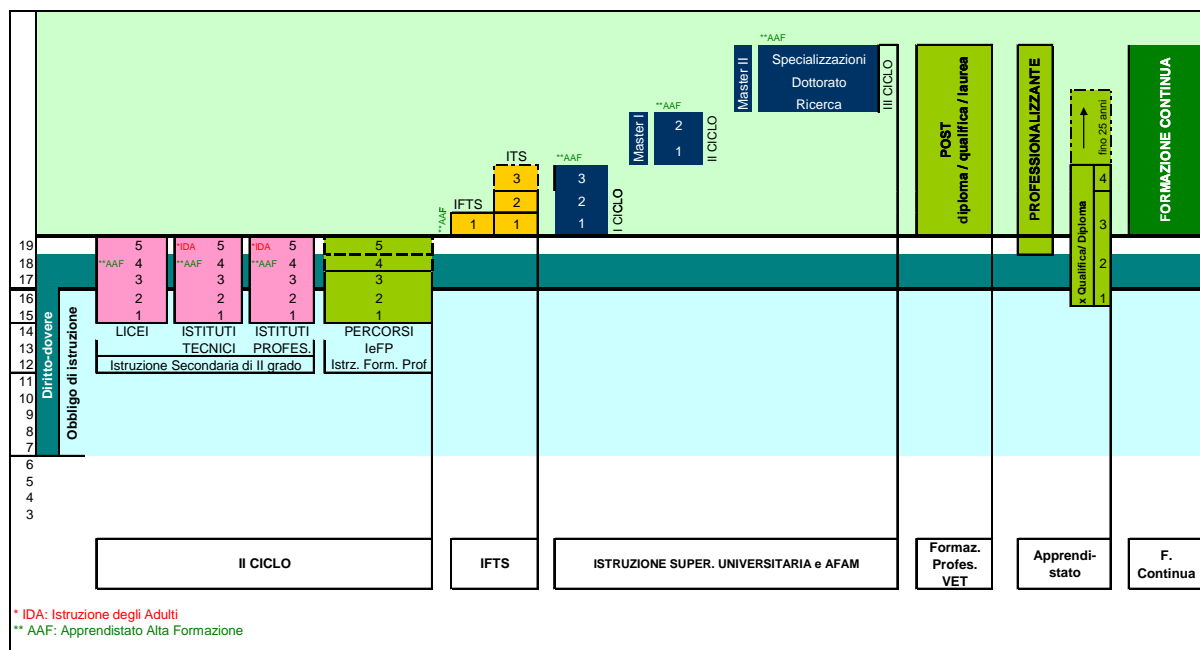 **AAF
Master II
Specializzazioni
Dottorato
Ricerca
III CICLO
**AAF
Master I
2
1
II CICLO
ITS
**AAF
3
2
1
I CICLO
IFTS
**AAF
1
3
2
1
POST
diploma / qualifica / laurea
PROFESSIONALIZZANTE
fino 25 anni
x Qualifica/ Diploma
4
3
2
1
FORMAZIONE CONTINUA
19
18
17
16
15
14
13
12
11
10
9
8
7
6
5
4
3
Diritto-dovere
Obbligo di istruzione
5
**AAF 4
3
2
1
LICEI
*IDA 5
**AAF 4
3
2
1
ISTITUTI
TECNICI
*IDA 5
**AAF 4
3
2
1
ISTITUTI
PROFES.
Istruzione Secondaria di II grado
5
4
3
2
1
PERCORSI
IeFP
Istrz. Form. Prof
II CICLO
IFTS
ISTRUZIONE SUPER. UNIVERSITARIA e AFAM
Formaz.
Profes.
VET
Apprendi-
stato
F.
Continua
* IDA: Istruzione degli Adulti
** AAF: Apprendistato Alta Formazione